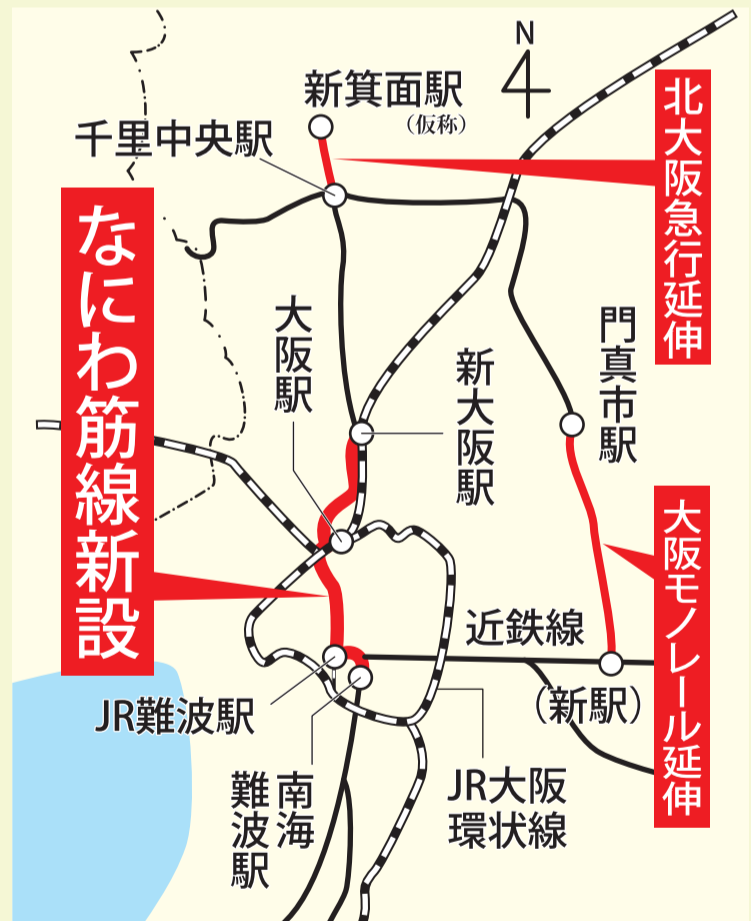 N
新箕面駅
（仮称）
千里中央駅
北大阪急行延伸
なにわ筋線新設
大阪駅
新大阪駅
門真市駅
大阪モノレール延伸
近鉄線
（新駅）
JR難波駅
南海
難波駅
JR大阪
環状線